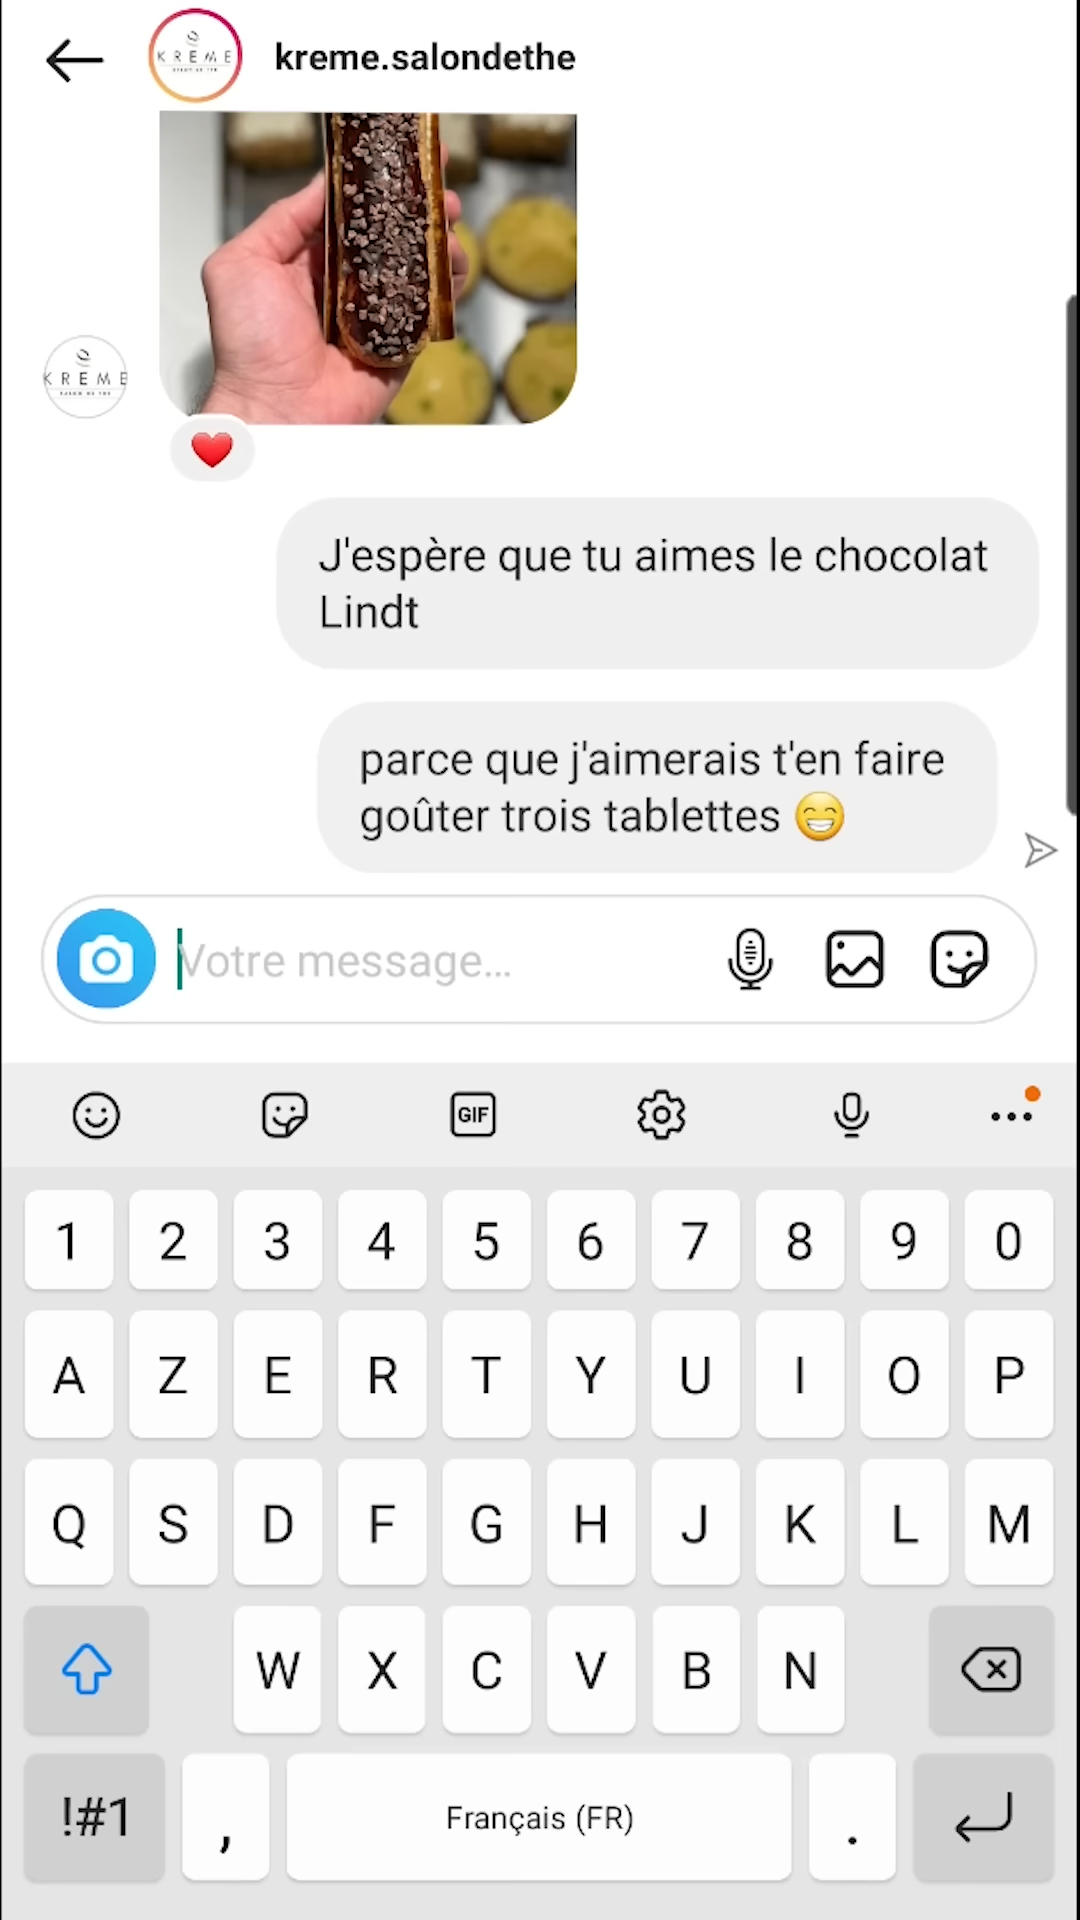 KREME
kreme.salondethe
KREME
J'espère que tu aimes le chocolat
Lindt
parce que j'aimerais t'en faire
goûter trois tablettes 😁
Votre message...
GIF
1 2 3 4 5 6 7 8 9 0
A Z E R T Y U I O P
Q S D F G H J K L M
W X C V B N
!#1 , Français (FR) .